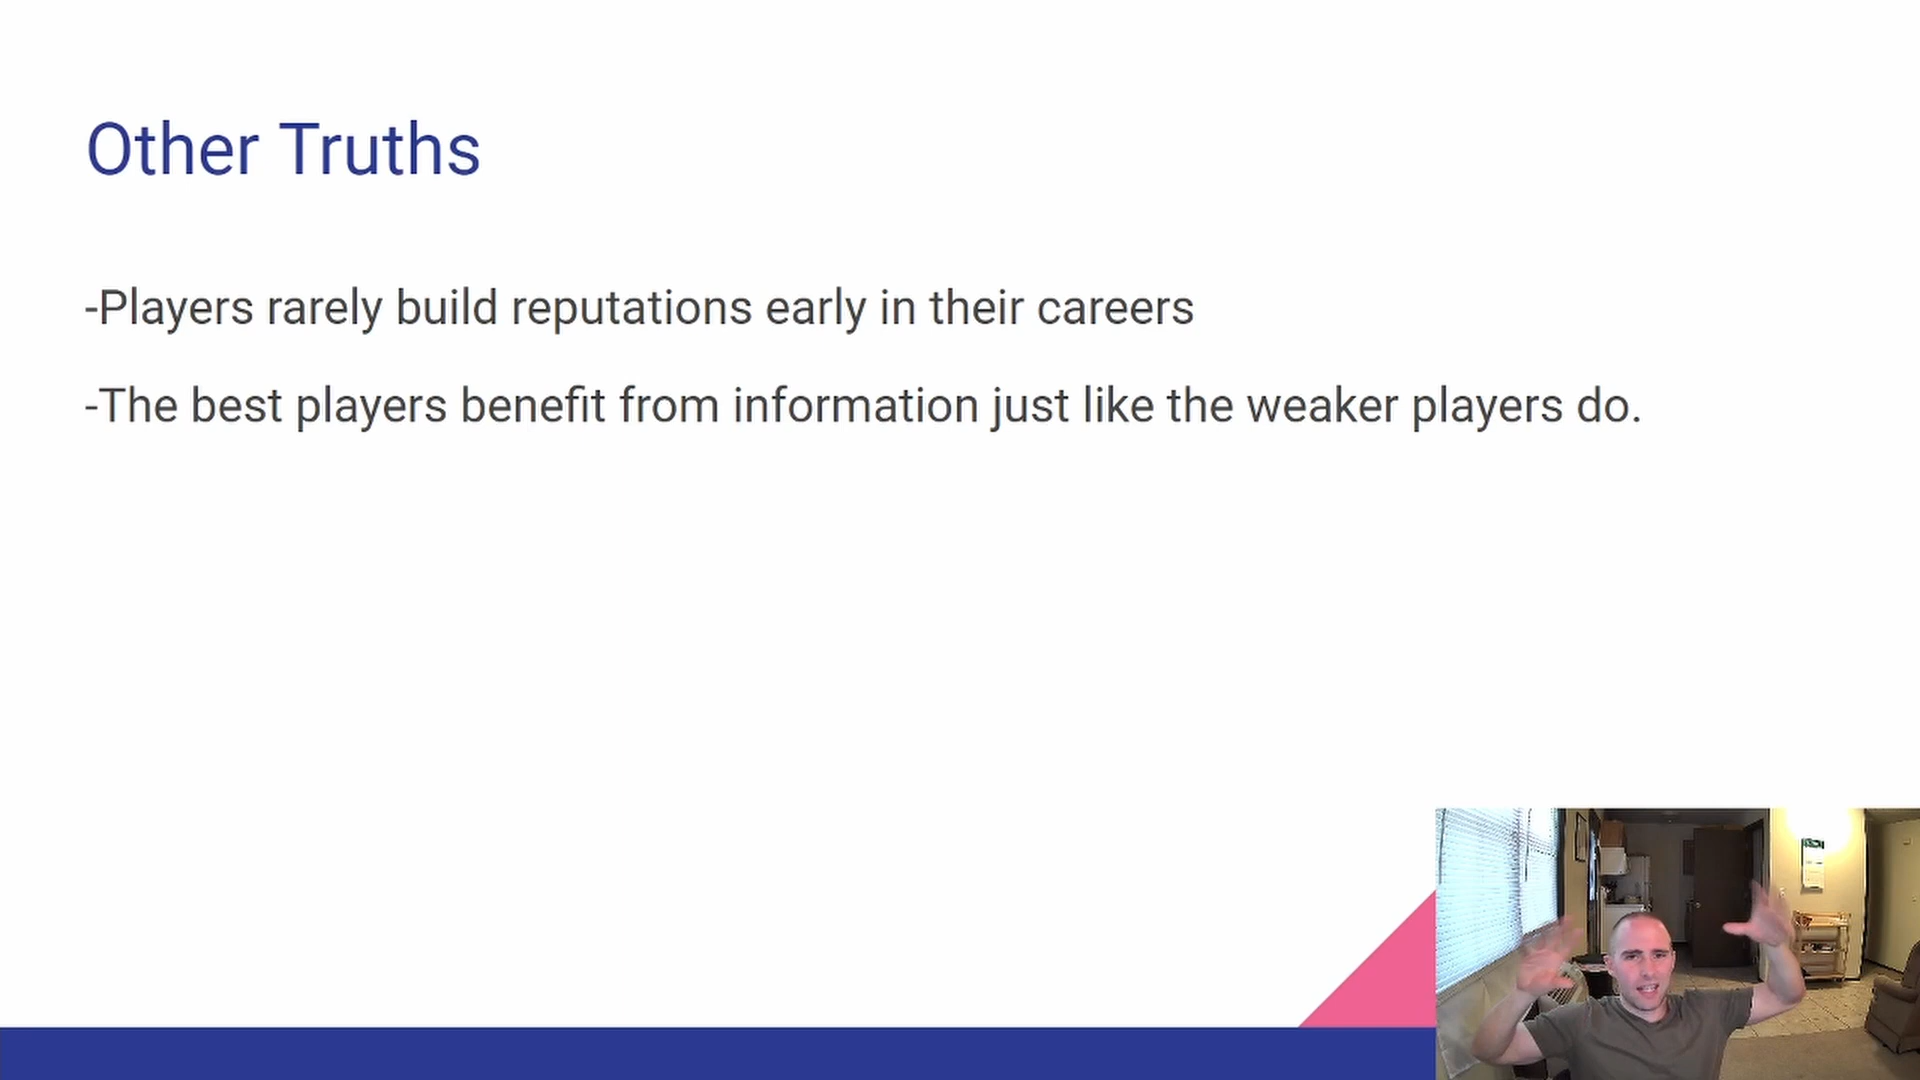 Other Truths
-Players rarely build reputations early in their careers
-The best players benefit from information just like the weaker players do.